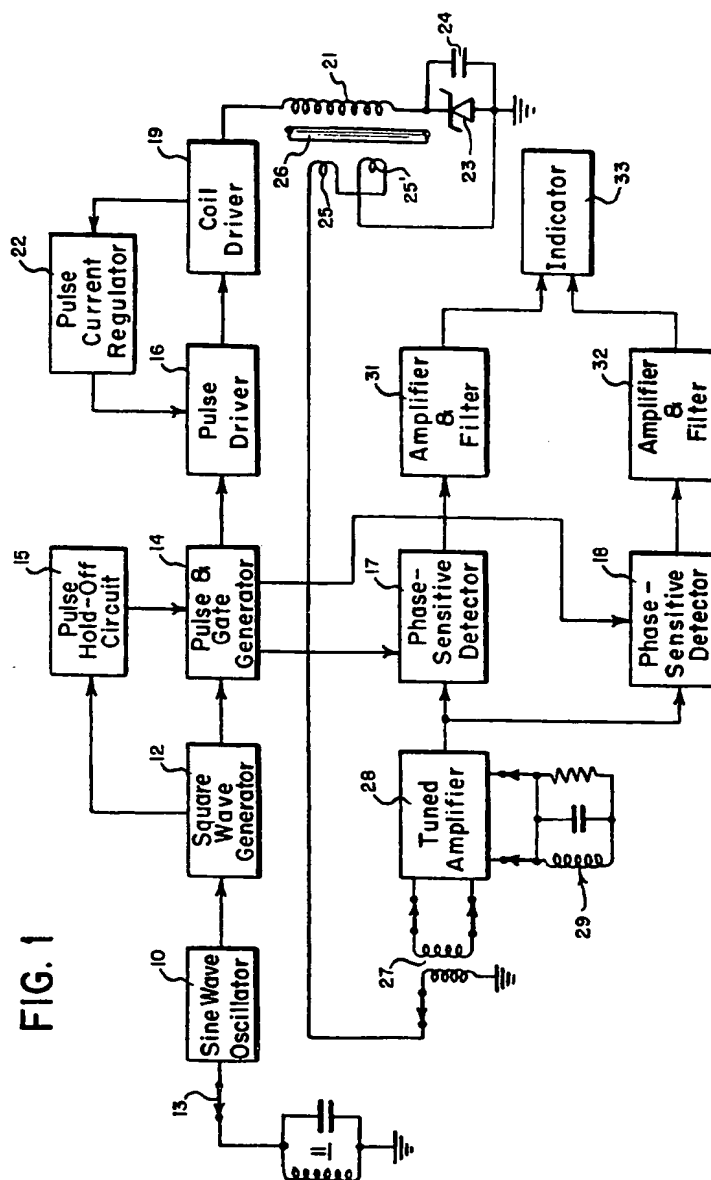 FIG. 1
22
Pulse
Current
Regulator
15
Pulse
Hold-Off
Circuit
10
Sine Wave
Oscillator
12
Square
Wave
Generator
14
Pulse &
Gate
Generator
16
Pulse
Driver
19
Coil
Driver
13
11
21
26
25
25'
23
24
27
28
Tuned
Amplifier
29
17
Phase-
Sensitive
Detector
31
Amplifier
&
Filter
Indicator
33
18
Phase-
Sensitive
Detector
32
Amplifier
&
Filter